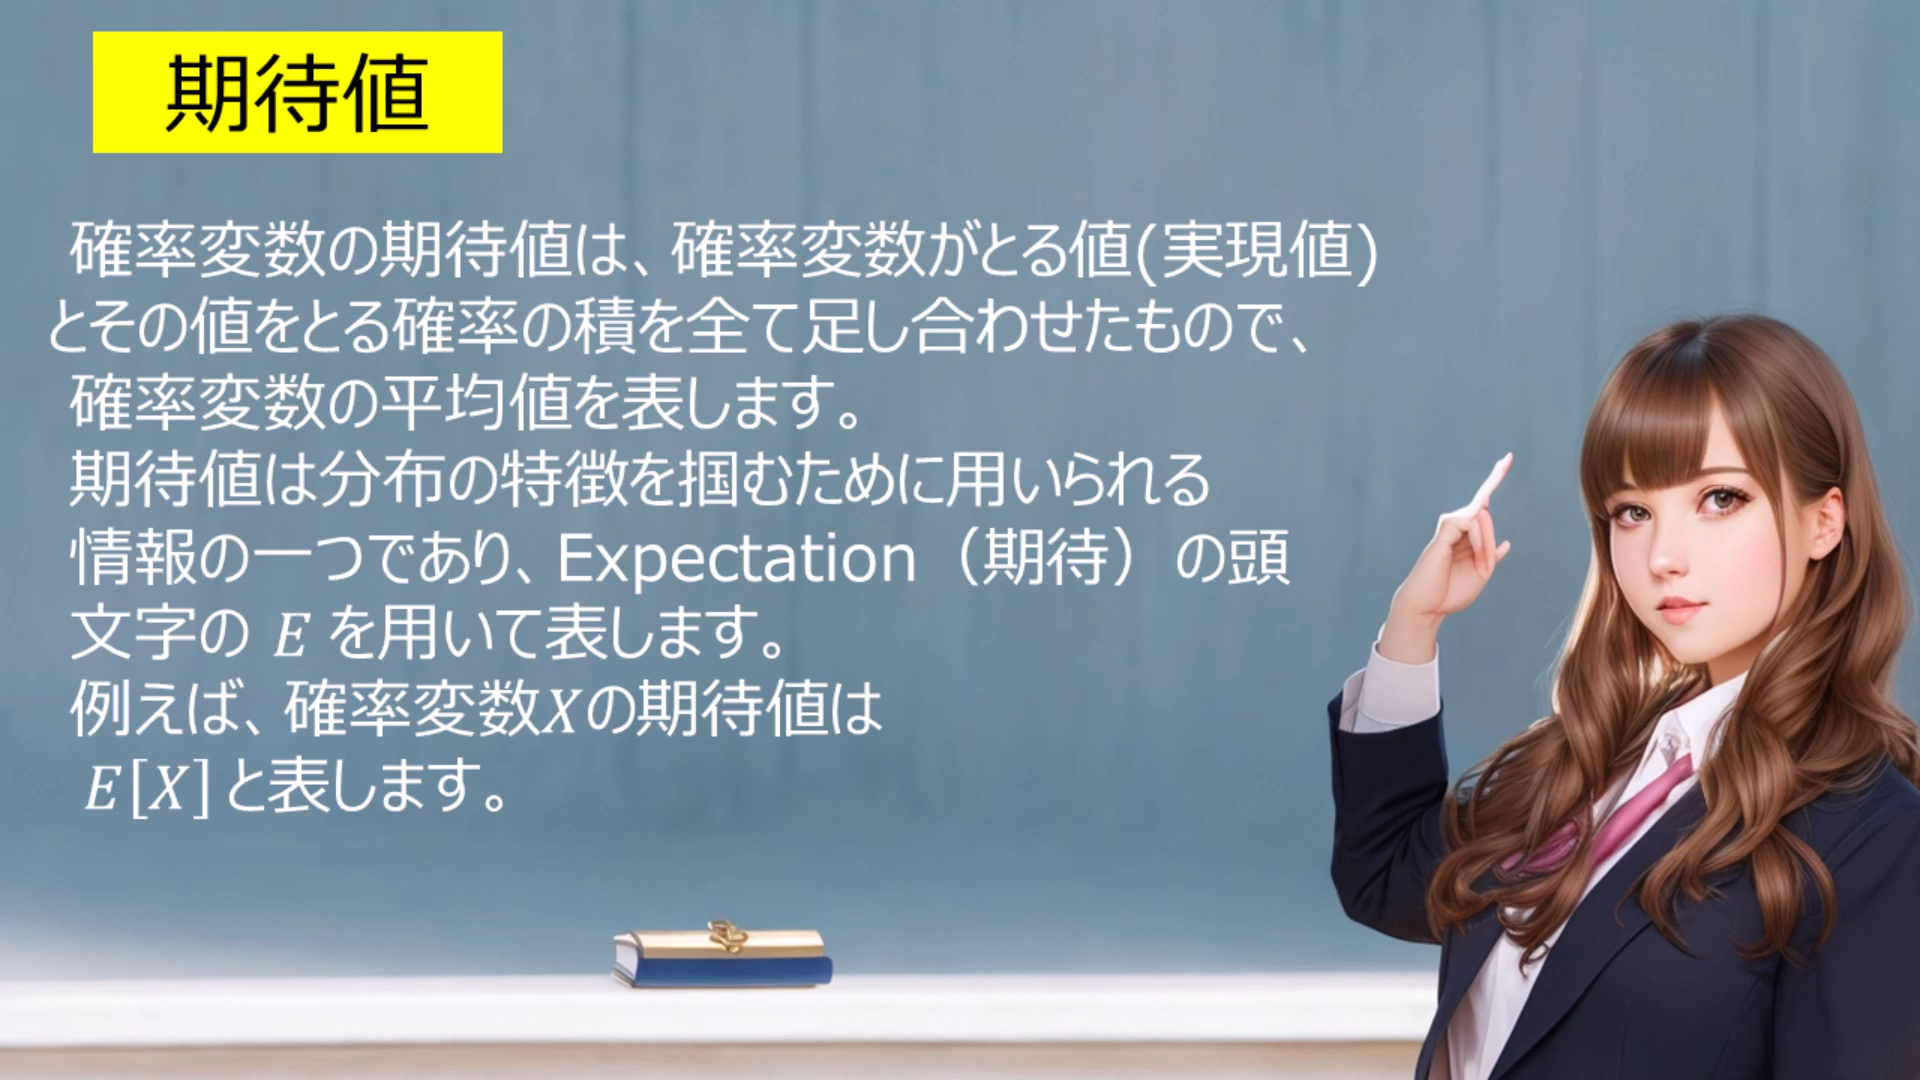 期待値
確率変数の期待値は、確率変数がとる値(実現値)
とその値をとる確率の積を全て足し合わせたもので、
確率変数の平均値を表します。
期待値は分布の特徴を掴むために用いられる
情報の一つであり、Expectation（期待）の頭
文字の E を用いて表します。
例えば、確率変数Xの期待値は
E[X]と表します。